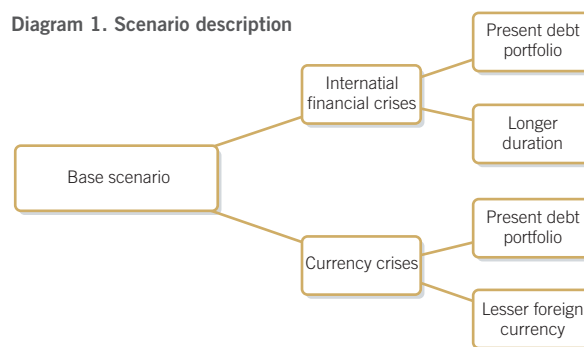 Diagram 1. Scenario description
Present debt
portfolio
Internatial
financial crises
Longer
duration
Base scenario
Present debt
portfolio
Currency crises
Lesser foreign
currency